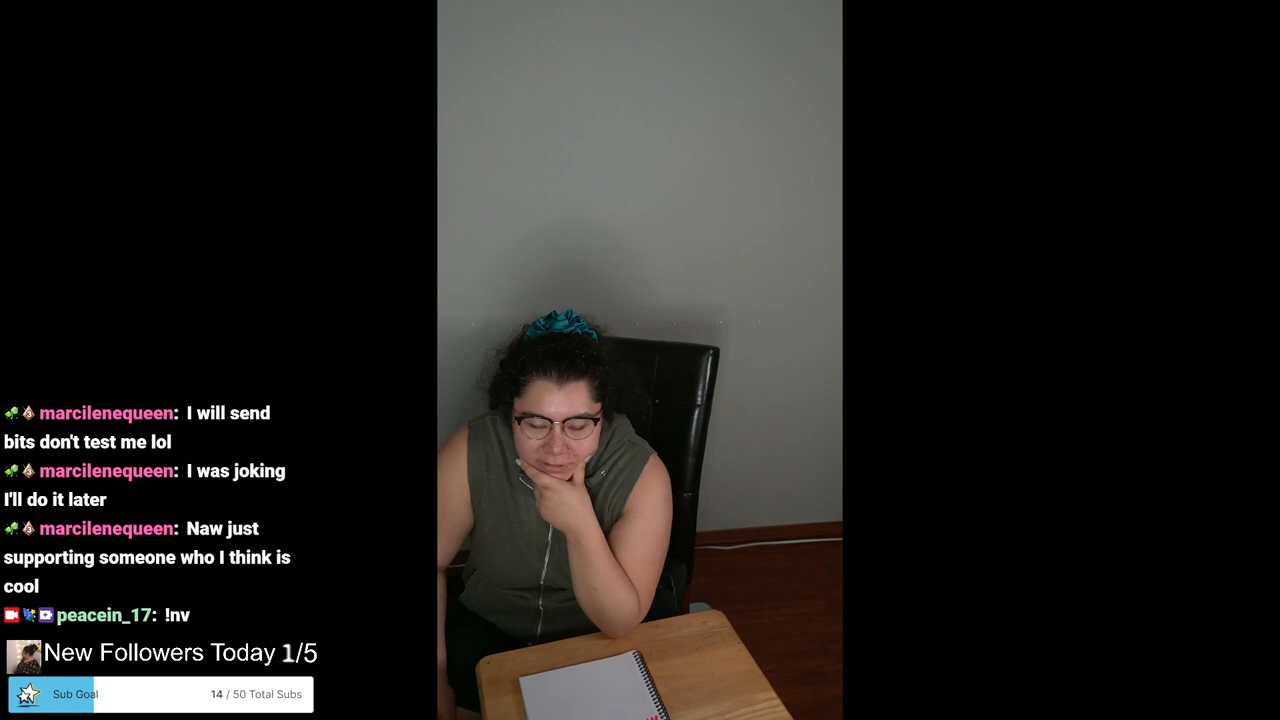 marcilenequeen: I will send
bits don't test me lol
marcilenequeen: I was joking
I'll do it later
marcilenequeen: Naw just
supporting someone who I think is
cool
peacein_17: !nv
New Followers Today 1/5
Sub Goal 14 / 50 Total Subs